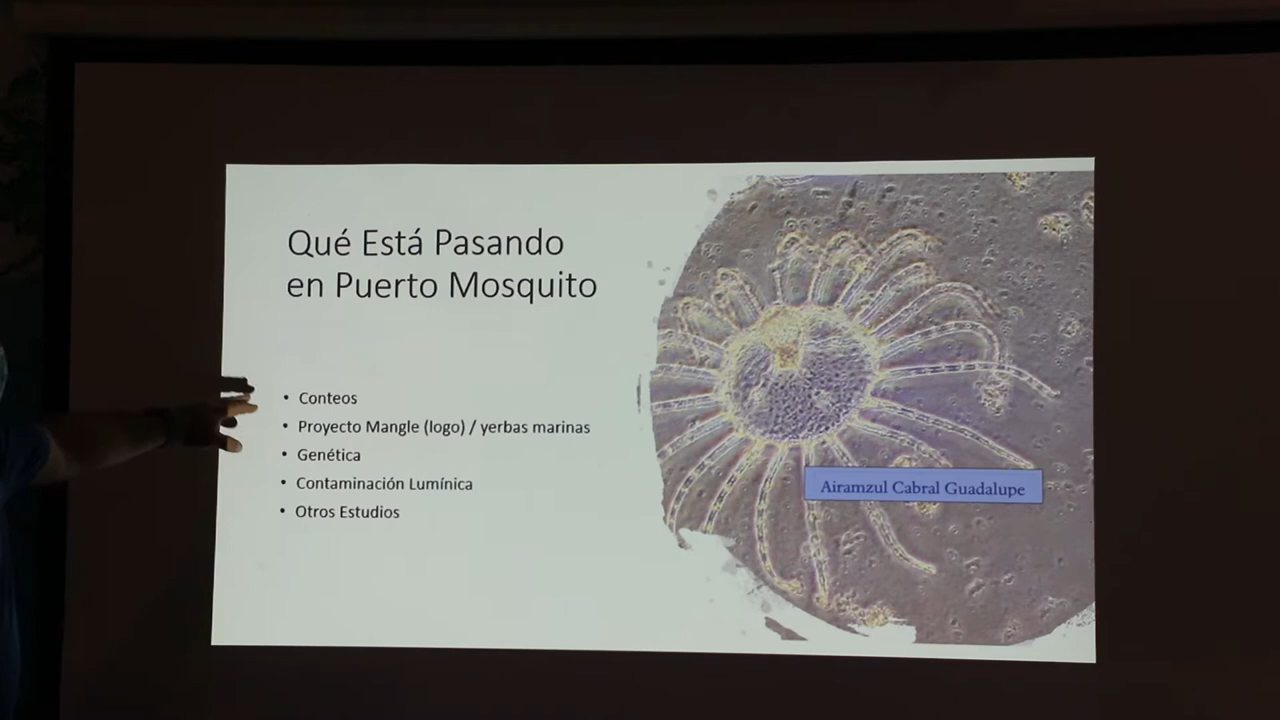 Qué Está Pasando
en Puerto Mosquito
• Conteos
• Proyecto Mangle (logo) / yerbas marinas
• Genética
• Contaminación Lumínica
• Otros Estudios
Airamzul Cabral Guadalupe